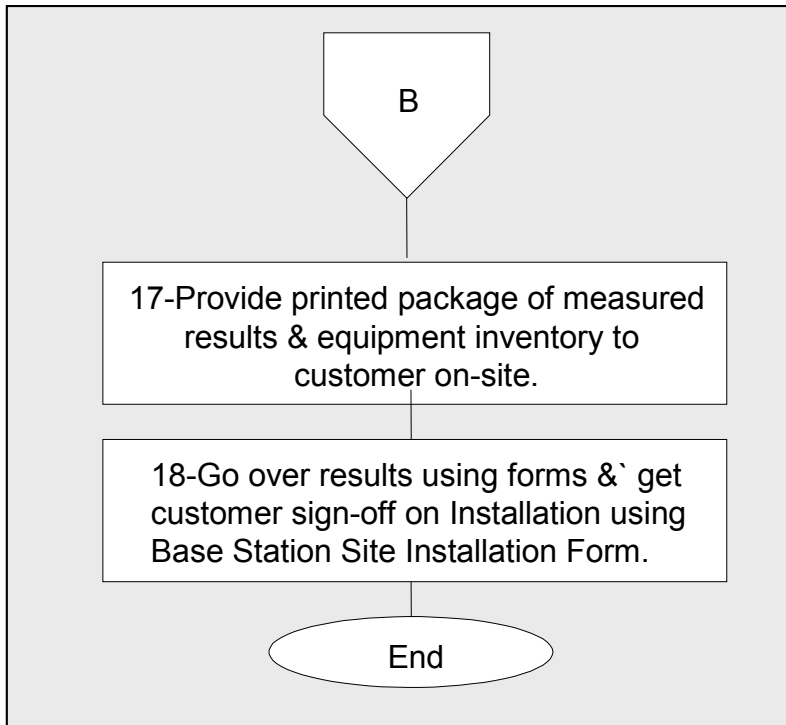 B
17-Provide printed package of measured
results & equipment inventory to
customer on-site.
18-Go over results using forms &` get
customer sign-off on Installation using
Base Station Site Installation Form.
End